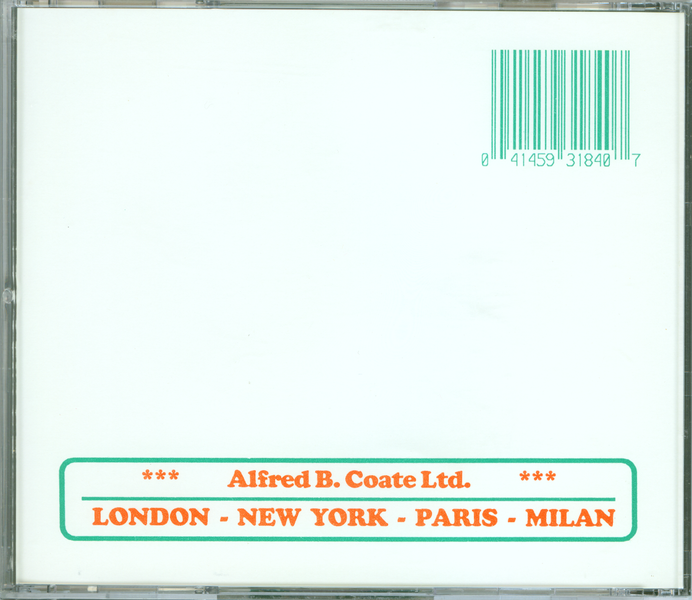 0 41459 31840 7
*** Alfred B. Coate Ltd. ***
LONDON - NEW YORK - PARIS - MILAN